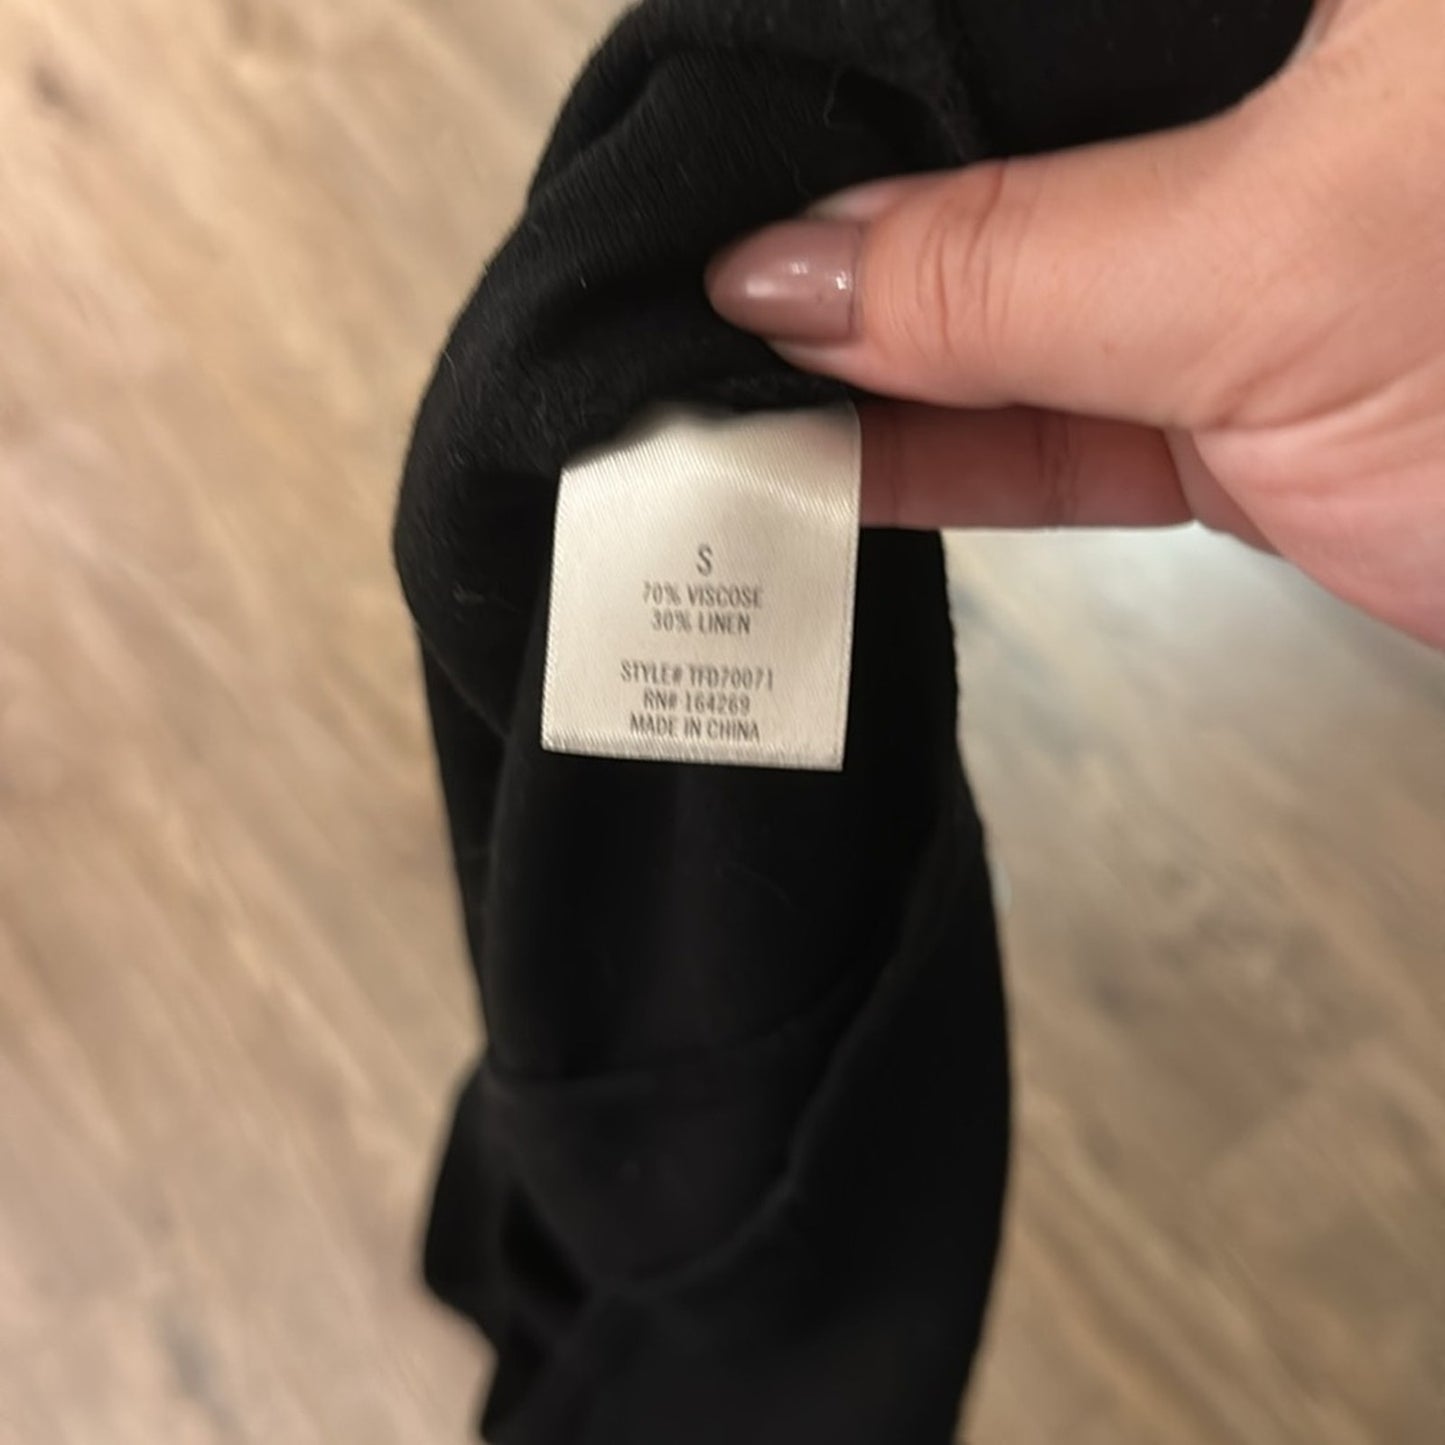 S
70% VISCOSE
30% LINEN
STYLE# TFD70071
RN# 164269
MADE IN CHINA